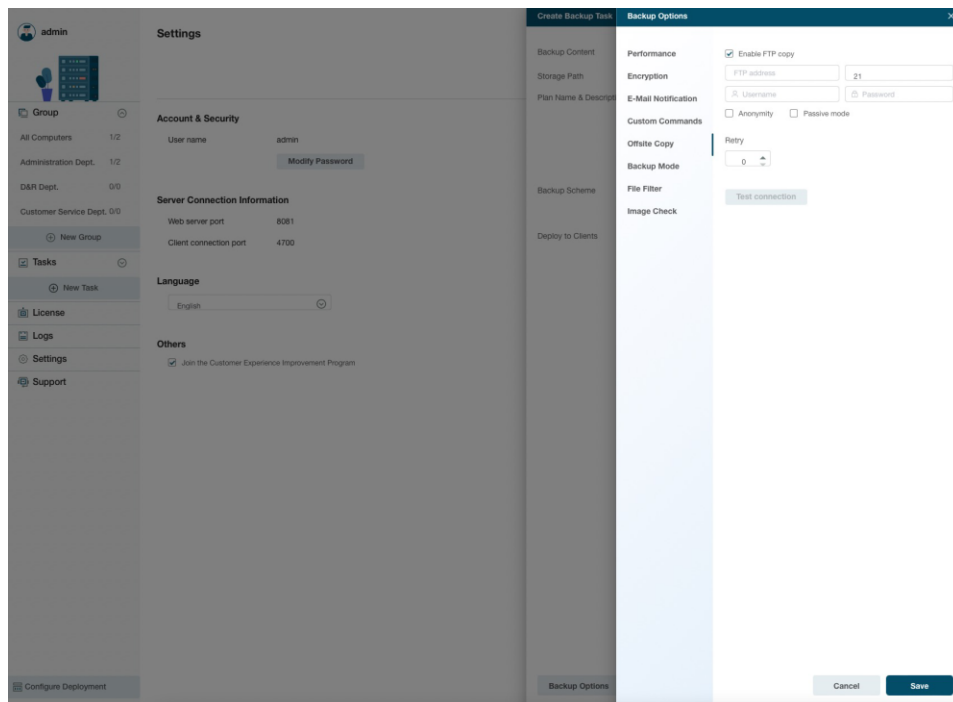 admin
Group
All Computers 1/2
Administration Dept. 1/2
D&R Dept. 0/0
Customer Service Dept. 0/0
New Group
Tasks
New Task
License
Logs
Settings
Support
Configure Deployment
Settings
Account & Security
User name admin
Modify Password
Server Connection Information
Web server port 8081
Client connection port 4700
Language
English
Others
Join the Customer Experience Improvement Program
Create Backup Task
Backup Content
Storage Path
Plan Name & Descripti
Backup Scheme
Deploy to Clients
Backup Options
Backup Options
Performance
Encryption
E-Mail Notification
Custom Commands
Offsite Copy
Backup Mode
File Filter
Image Check
Enable FTP copy
FTP address 21
Username Password
Anonymity Passive mode
Retry
0
Test connection
Cancel Save